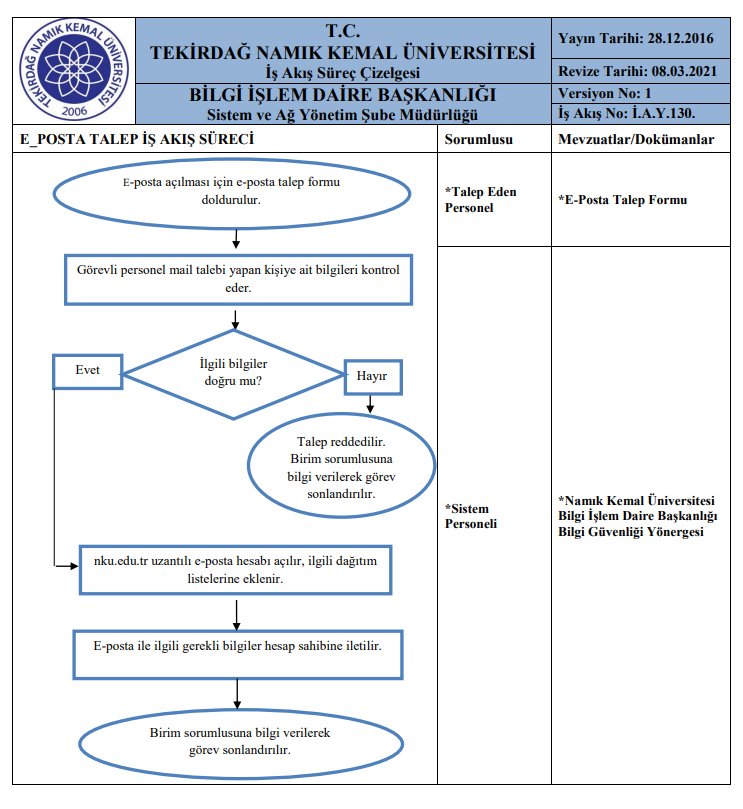 TEKİRDAĞ NAMIK KEMAL ÜNİVERSİTESİ
2006
T.C.
TEKİRDAĞ NAMIK KEMAL ÜNİVERSİTESİ
İş Akış Süreç Çizelgesi
BİLGİ İŞLEM DAİRE BAŞKANLIĞI
Sistem ve Ağ Yönetim Şube Müdürlüğü
Yayın Tarihi: 28.12.2016
Revize Tarihi: 08.03.2021
Versiyon No: 1
İş Akış No: İ.A.Y.130.
E_POSTA TALEP İŞ AKIŞ SÜRECİ
Sorumlusu
Mevzuatlar/Dokümanlar
E-posta açılması için e-posta talep formu
doldurulur.
*Talep Eden
Personel
*E-Posta Talep Formu
Görevli personel mail talebi yapan kişiye ait bilgileri kontrol
eder.
İlgili bilgiler
doğru mu?
Evet
Hayır
Talep reddedilir.
Birim sorumlusuna
bilgi verilerek görev
sonlandırılır.
*Sistem
Personeli
*Namık Kemal Üniversitesi
Bilgi İşlem Daire Başkanlığı
Bilgi Güvenliği Yönergesi
nku.edu.tr uzantılı e-posta hesabı açılır, ilgili dağıtım
listelerine eklenir.
E-posta ile ilgili gerekli bilgiler hesap sahibine iletilir.
Birim sorumlusuna bilgi verilerek
görev sonlandırılır.